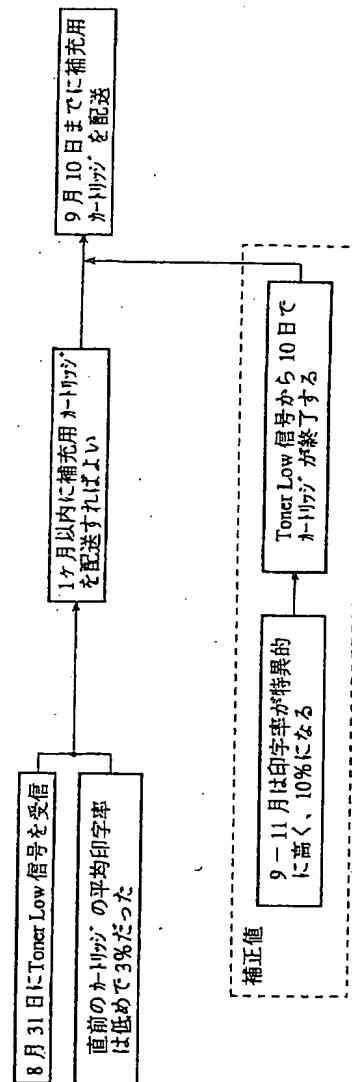 8月31日にToner Low信号を受信
直前のｶｰﾄﾘｯｼﾞの平均印字率
は低めで3%だった
1ヶ月以内に補充用ｶｰﾄﾘｯｼﾞ
を配送すればよい
9月10日までに補充用
ｶｰﾄﾘｯｼﾞを配送
補正値
9－11月は印字率が特異的
に高く、10%になる
Toner Low信号から10日で
ｶｰﾄﾘｯｼﾞが終了する